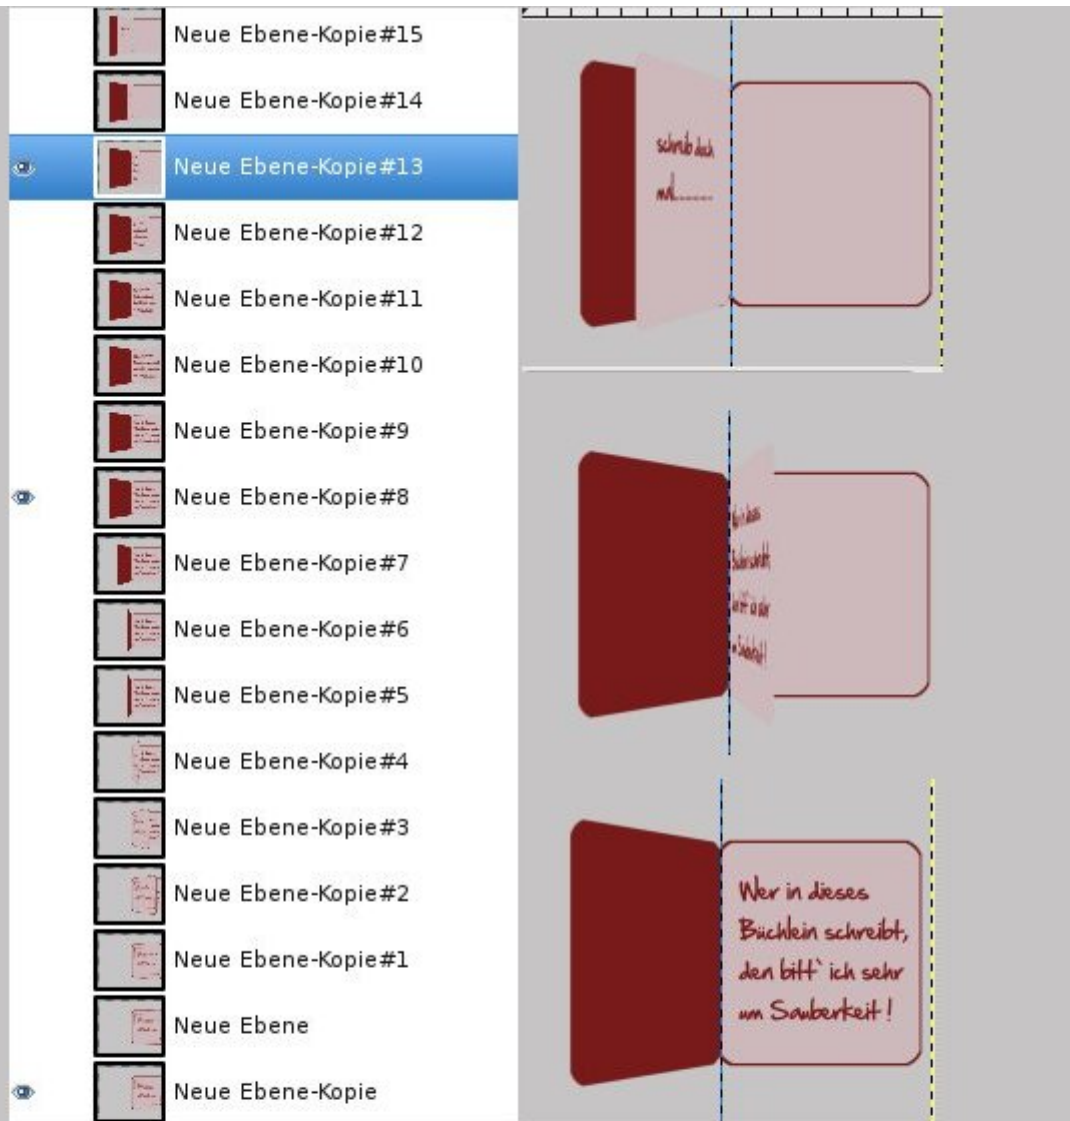 Neue Ebene-Kopie#15
Neue Ebene-Kopie#14
Neue Ebene-Kopie#13
Neue Ebene-Kopie#12
Neue Ebene-Kopie#11
Neue Ebene-Kopie#10
Neue Ebene-Kopie#9
Neue Ebene-Kopie#8
Neue Ebene-Kopie#7
Neue Ebene-Kopie#6
Neue Ebene-Kopie#5
Neue Ebene-Kopie#4
Neue Ebene-Kopie#3
Neue Ebene-Kopie#2
Neue Ebene-Kopie#1
Neue Ebene
Neue Ebene-Kopie
schreib doch
mal........
Wer in dieses
Büchlein schreibt,
den bitt` ich sehr
um Sauberkeit !